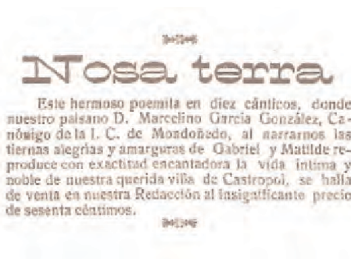 Nosa terra
Este hermoso poemita en diez cánticos, donde
nuestro paisano D. Marcelino García González, Ca-
nónigo de la I. C. de Mondoñedo, al narrarnos las
tiernas alegrías y amarguras de Gabriel y Matilde re-
produce con exactitud encantadora la vida íntima y
noble de nuestra querida villa de Castropol, se halla
de venta en nuestra Redacción al insignificante precio
de sesenta céntimos.